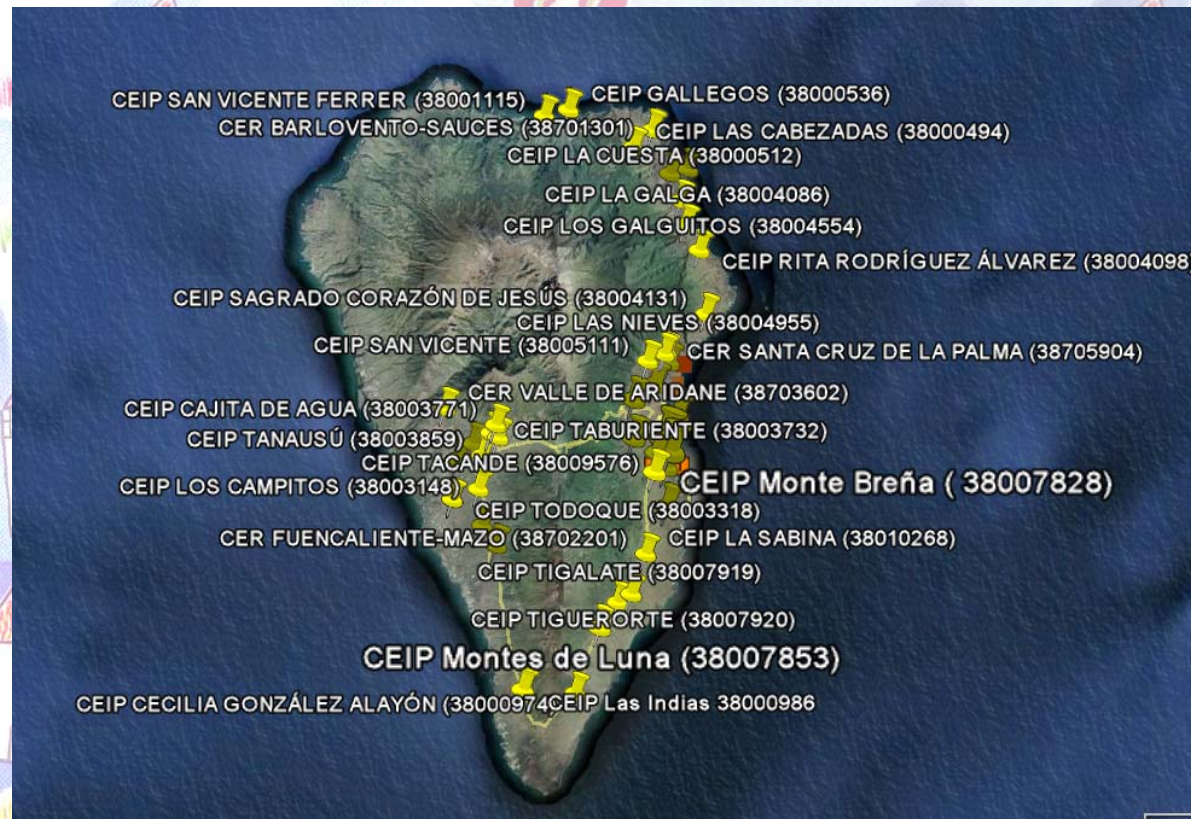 CEIP SAN VICENTE FERRER (38001115)
CEIP GALLEGOS (38000536)
CER BARLOVENTO-SAUCES (38701301)
CEIP LAS CABEZADAS (38000494)
CEIP LA CUESTA (38000512)
CEIP LA GALGA (38004086)
CEIP LOS GALGUITOS (38004554)
CEIP RITA RODRÍGUEZ ÁLVAREZ (38004098)
CEIP SAGRADO CORAZÓN DE JESÚS (38004131)
CEIP LAS NIEVES (38004955)
CEIP SAN VICENTE (38005111)
CER SANTA CRUZ DE LA PALMA (38705904)
CER VALLE DE ARIDANE (38703602)
CEIP CAJITA DE AGUA (38003771)
CEIP TABURIENTE (38003732)
CEIP TANAUSÚ (38003859)
CEIP TACANDE (38009576)
CEIP Monte Breña ( 38007828)
CEIP LOS CAMPITOS (38003148)
CEIP TODOQUE (38003318)
CER FUENCALIENTE-MAZO (38702201)
CEIP LA SABINA (38010268)
CEIP TIGALATE (38007919)
CEIP TIGUERORTE (38007920)
CEIP Montes de Luna (38007853)
CEIP CECILIA GONZÁLEZ ALAYÓN (38000974)
CEIP Las Indias 38000986